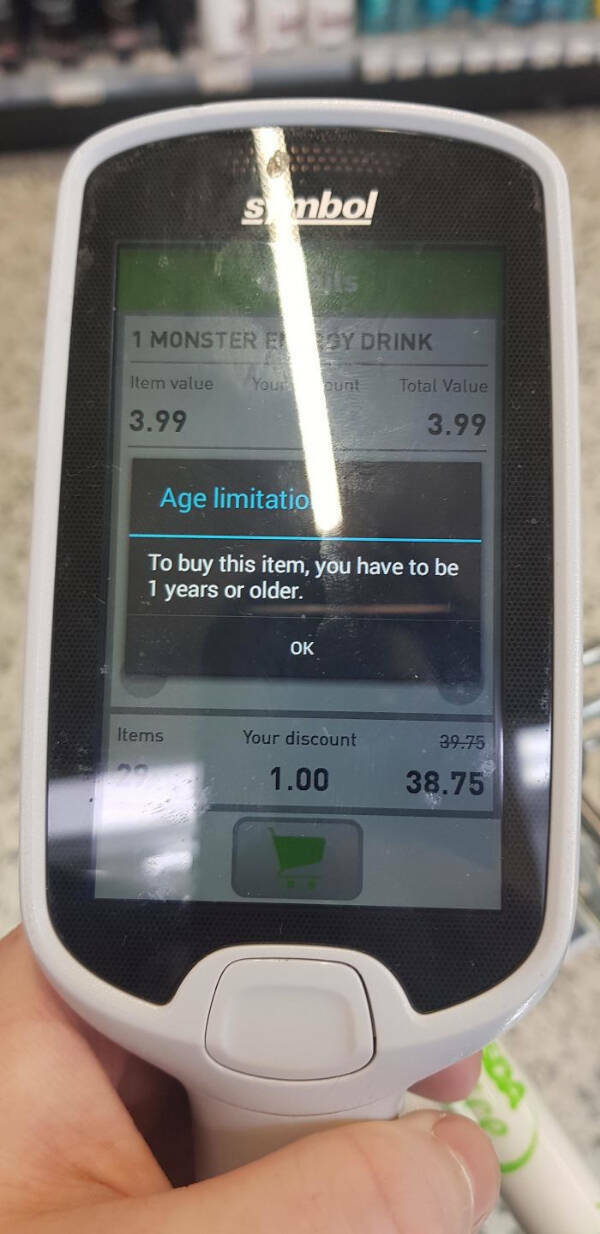 1 MONSTER DRINK
Item value Total Value
3.99 3.99
Age limitatio
To buy this item, you have to be
1 years or older.
OK
Items Your discount 39.75
1.00 38.75